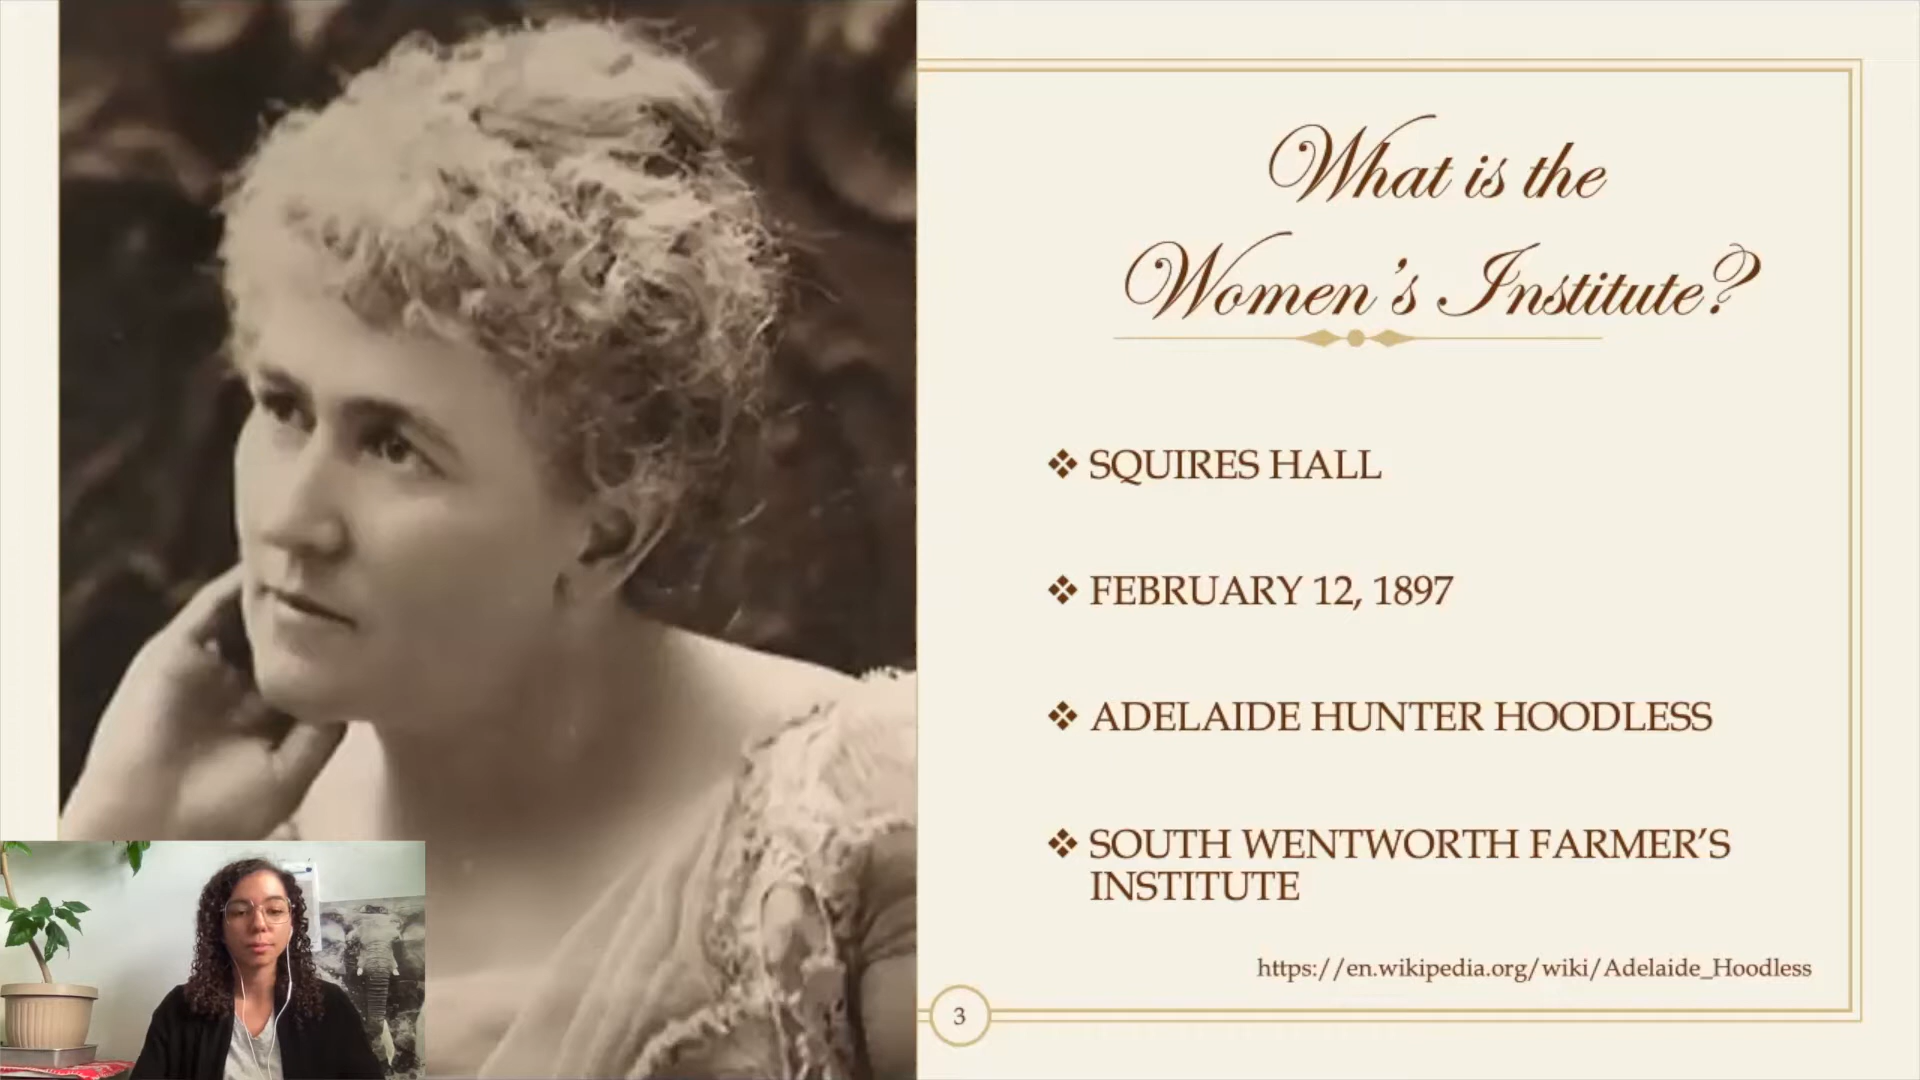 What is the
Women's Institute?
❖ SQUIRES HALL
❖ FEBRUARY 12, 1897
❖ ADELAIDE HUNTER HOODLESS
❖ SOUTH WENTWORTH FARMER'S
INSTITUTE
https://en.wikipedia.org/wiki/Adelaide_Hoodless
3